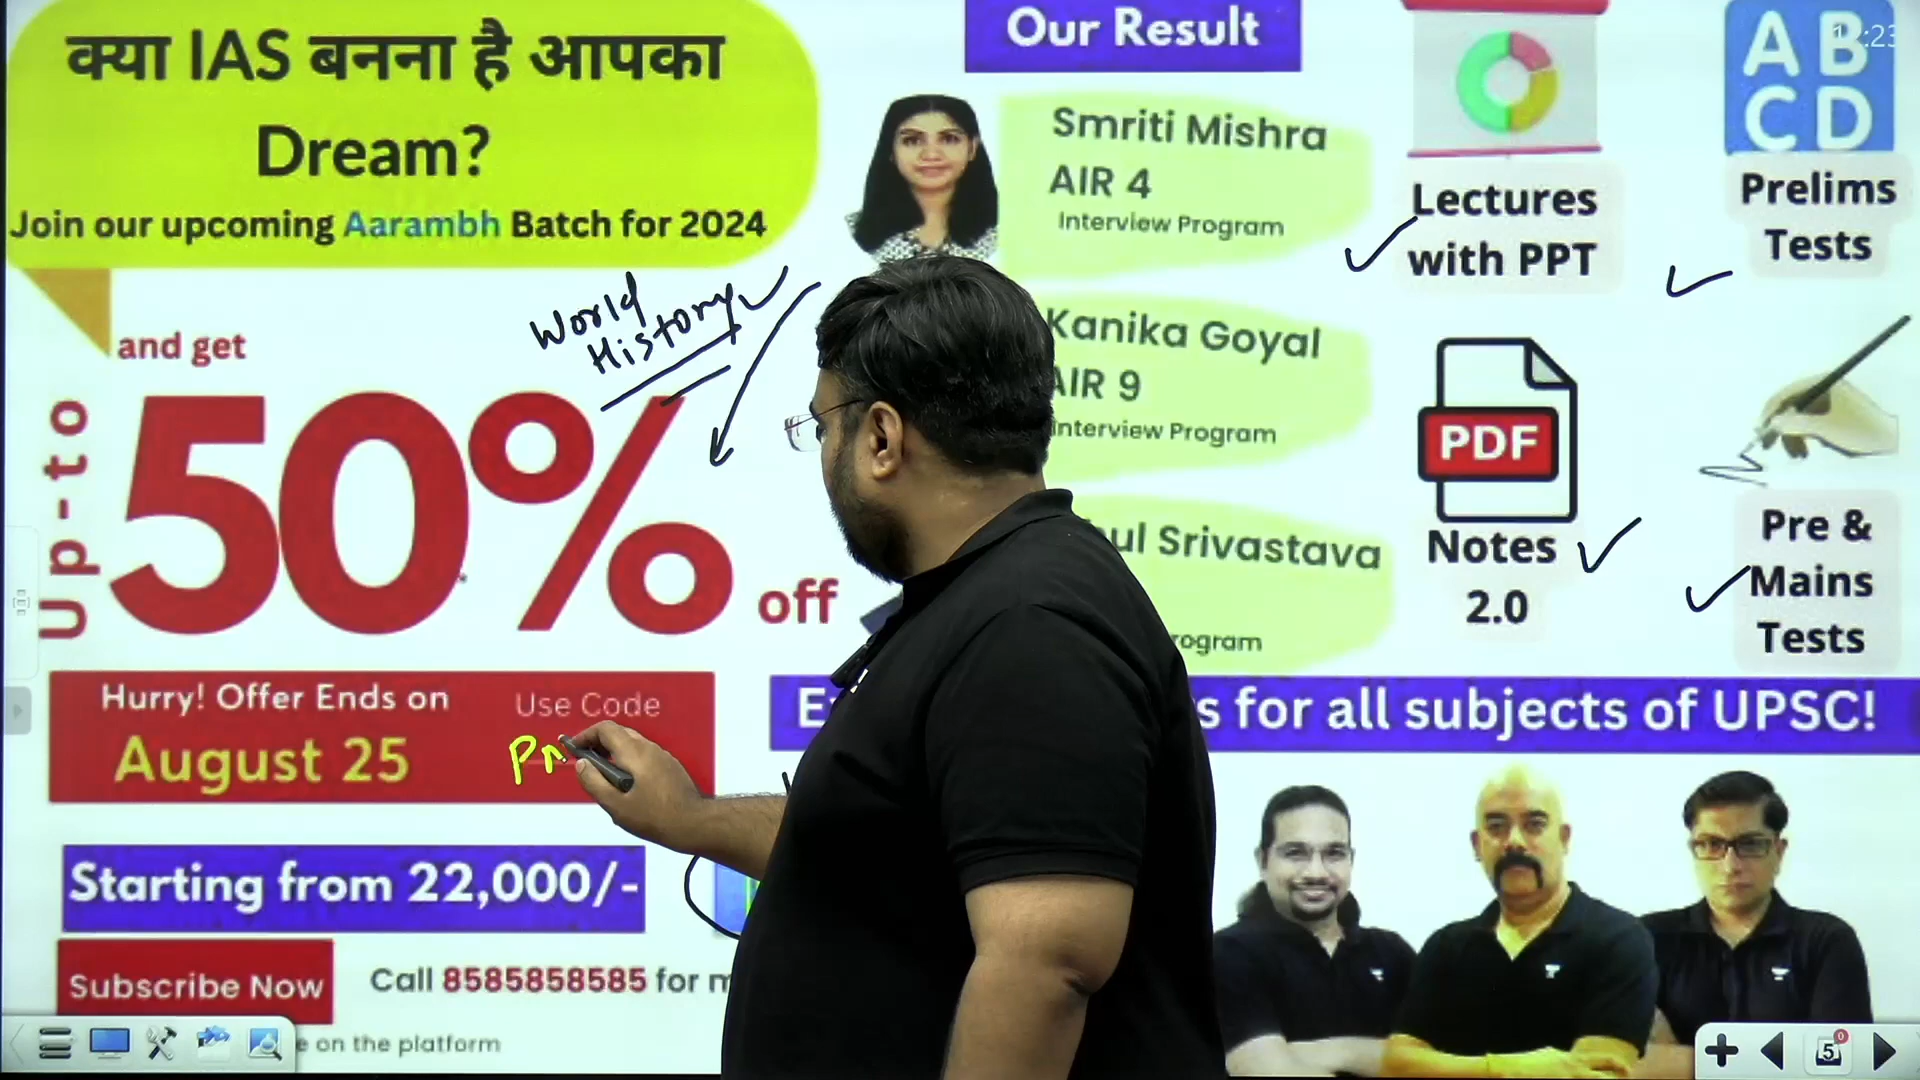 क्या IAS बनना है आपका
Dream?
Join our upcoming Aarambh Batch for 2024
and get
Up-to
50%
off
World
History
Hurry! Offer Ends on
August 25
Use Code
Starting from 22,000/-
Subscribe Now
Call 8585858585 for
on the platform
Our Result
Smriti Mishra
AIR 4
Interview Program
Kanika Goyal
AIR 9
Interview Program
Srivastava
Lectures
with PPT
A B
C D
Prelims
Tests
PDF
Notes
2.0
Pre &
Mains
Tests
for all subjects of UPSC!
5
0